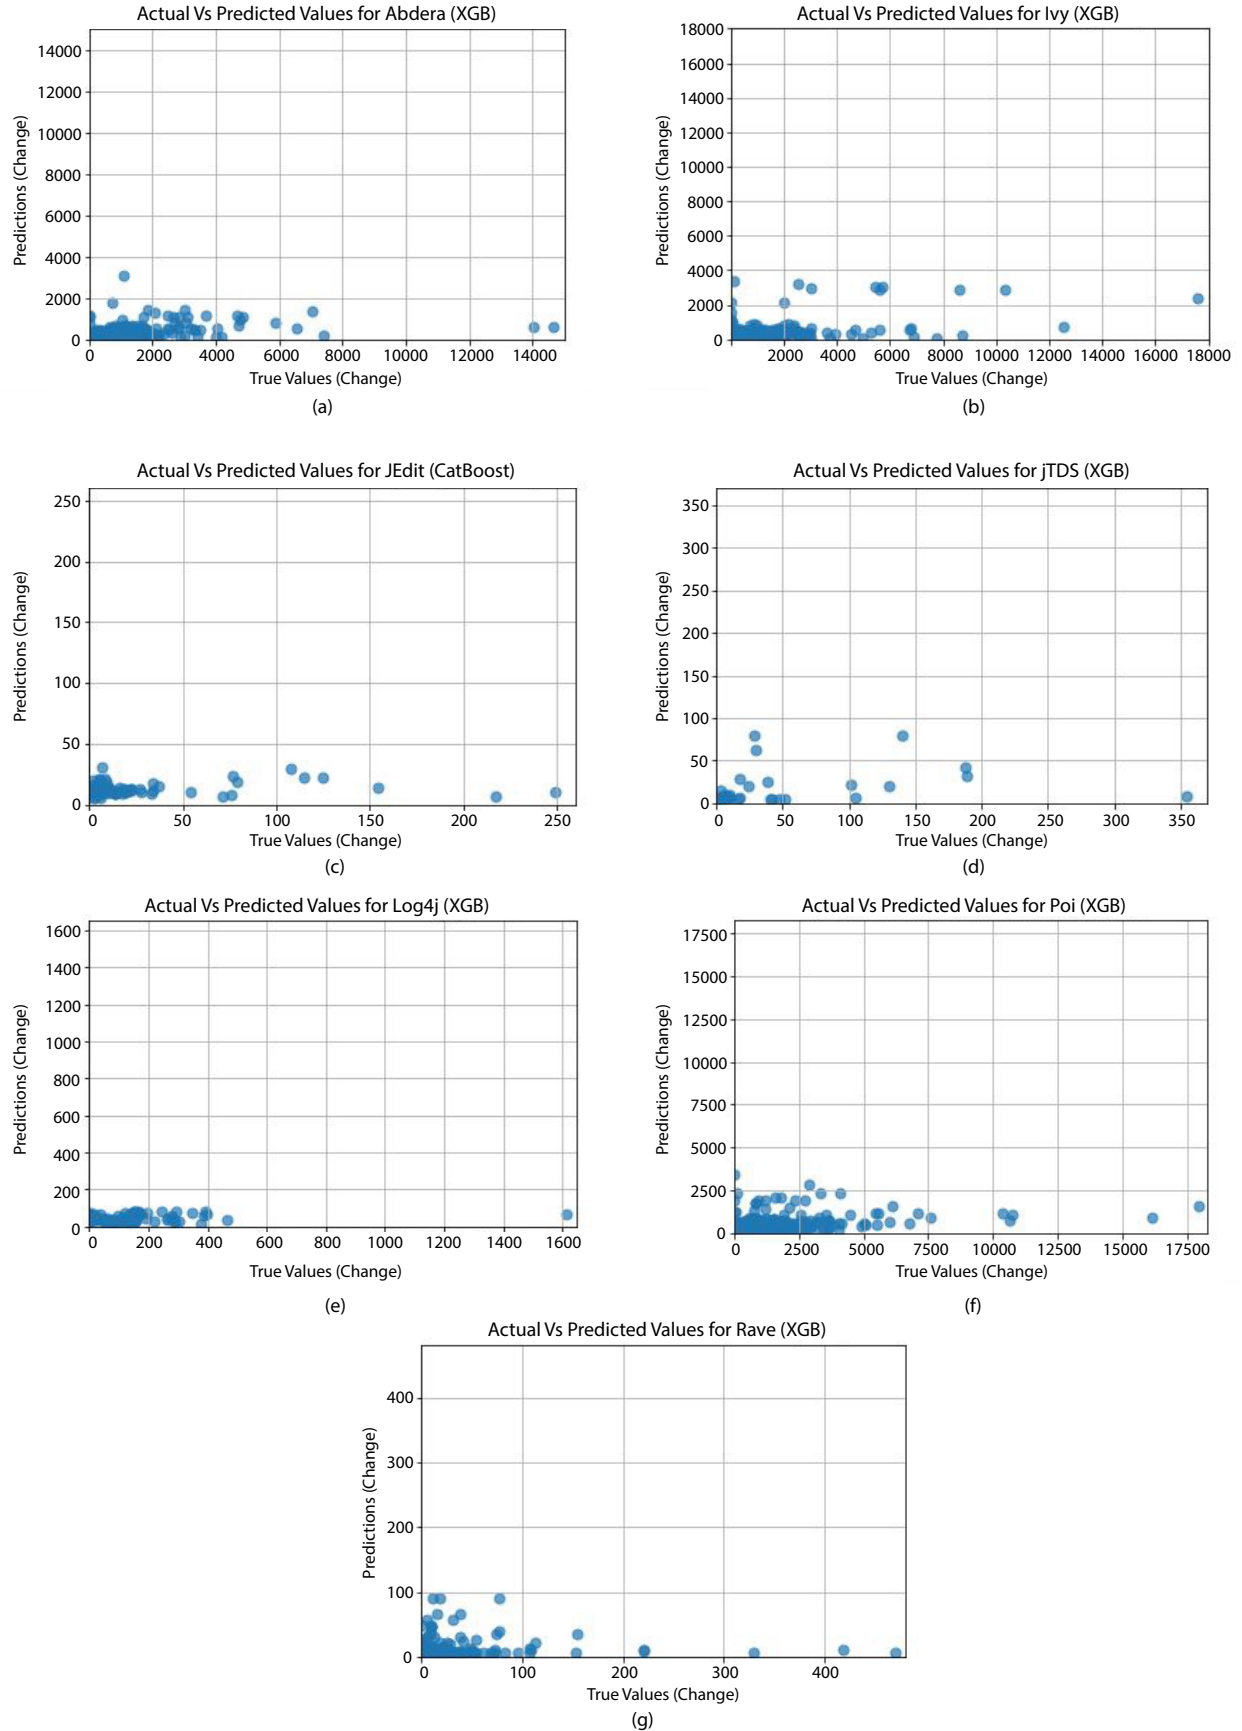 Actual Vs Predicted Values for Abdera (XGB)
Predictions (Change)
14000
12000
10000
8000
6000
4000
2000
0
0 2000 4000 6000 8000 10000 12000 14000
True Values (Change)
(a)
Actual Vs Predicted Values for Ivy (XGB)
Predictions (Change)
18000
16000
14000
12000
10000
8000
6000
4000
2000
0
2000 4000 6000 8000 10000 12000 14000 16000 18000
True Values (Change)
(b)
Actual Vs Predicted Values for JEdit (CatBoost)
Predictions (Change)
250
200
150
100
50
0
0 50 100 150 200 250
True Values (Change)
(c)
Actual Vs Predicted Values for jTDS (XGB)
Predictions (Change)
350
300
250
200
150
100
50
0
0 50 100 150 200 250 300 350
True Values (Change)
(d)
Actual Vs Predicted Values for Log4j (XGB)
Predictions (Change)
1600
1400
1200
1000
800
600
400
200
0
0 200 400 600 800 1000 1200 1400 1600
True Values (Change)
(e)
Actual Vs Predicted Values for Poi (XGB)
Predictions (Change)
17500
15000
12500
10000
7500
5000
2500
0
0 2500 5000 7500 10000 12500 15000 17500
True Values (Change)
(f)
Actual Vs Predicted Values for Rave (XGB)
Predictions (Change)
400
300
200
100
0
0 100 200 300 400
True Values (Change)
(g)